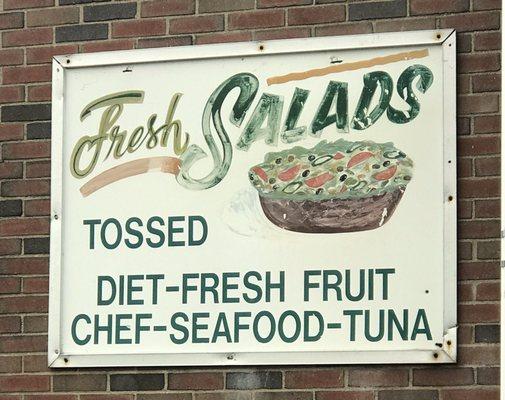 Fresh SALADS
TOSSED
DIET-FRESH FRUIT
CHEF-SEAFOOD-TUNA